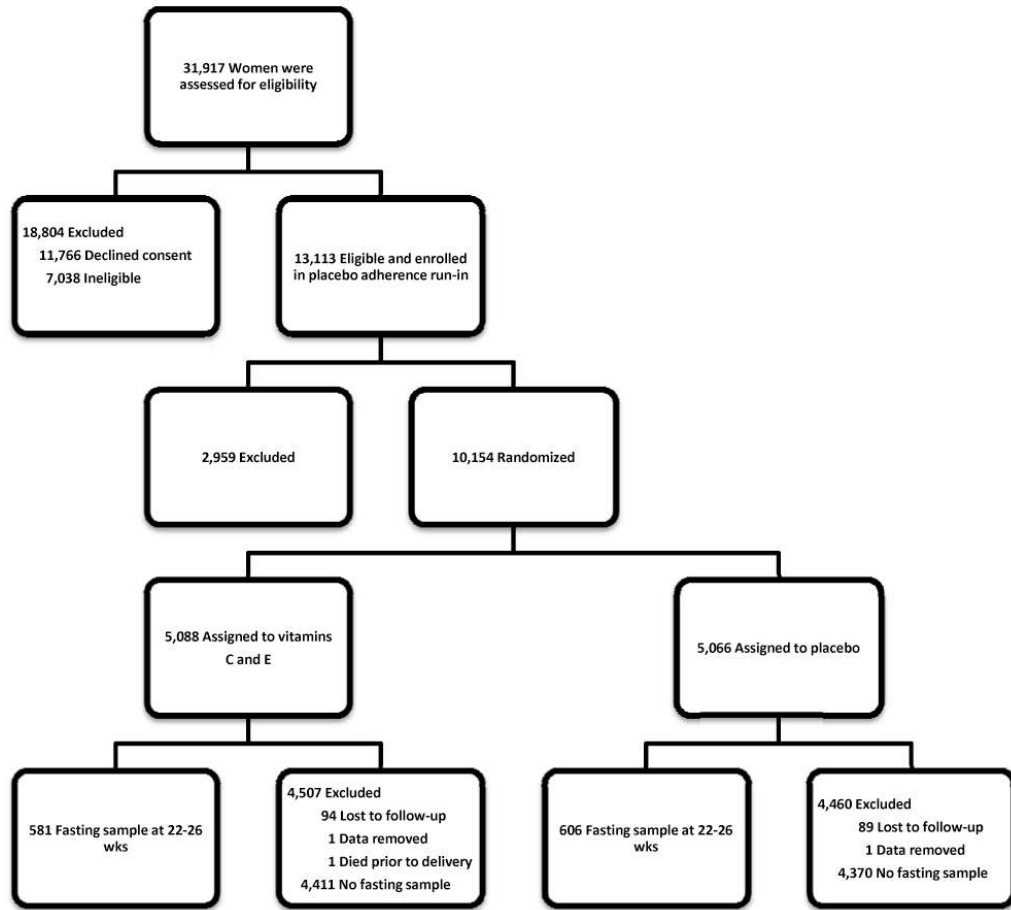 31,917 Women were
assessed for eligibility
18,804 Excluded
11,766 Declined consent
7,038 Ineligible
13,113 Eligible and enrolled
in placebo adherence run-in
2,959 Excluded
10,154 Randomized
5,088 Assigned to vitamins
C and E
5,066 Assigned to placebo
581 Fasting sample at 22-26
wks
4,507 Excluded
94 Lost to follow-up
1 Data removed
1 Died prior to delivery
4,411 No fasting sample
606 Fasting sample at 22-26
wks
4,460 Excluded
89 Lost to follow-up
1 Data removed
4,370 No fasting sample